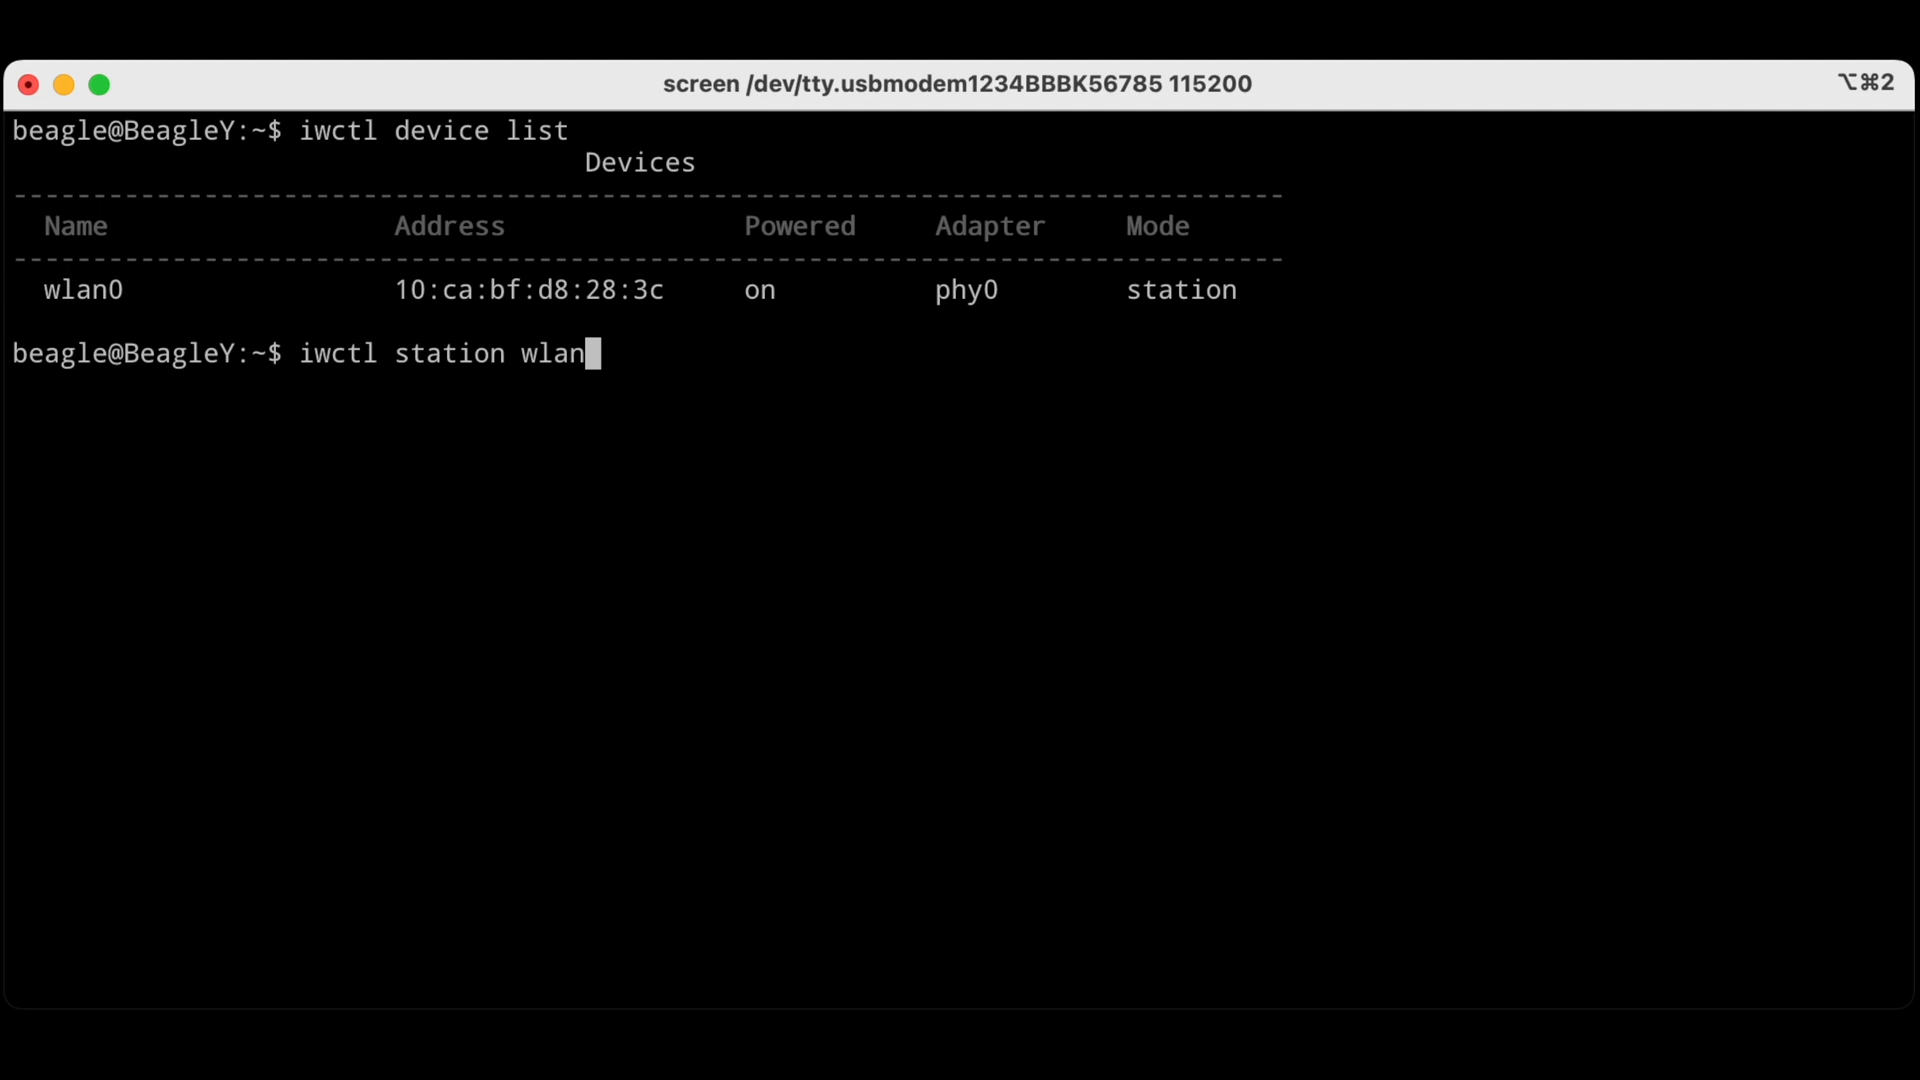 screen /dev/tty.usbmodem1234BBBK56785 115200
⌥⌘2
beagle@BeagleY:~$ iwctl device list
Devices
--------------------------------------------------------------------------------
Name Address Powered Adapter Mode
--------------------------------------------------------------------------------
wlan0 10:ca:bf:d8:28:3c on phy0 station
beagle@BeagleY:~$ iwctl station wlan